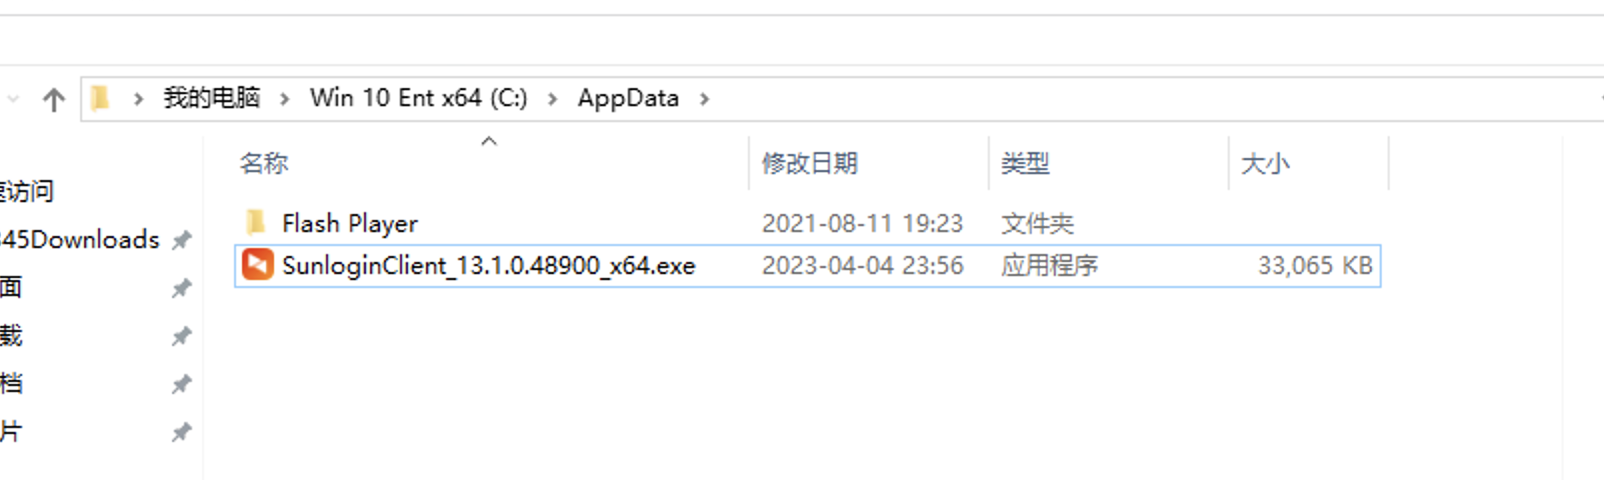 我的电脑 › Win 10 Ent x64 (C:) › AppData ›
名称 修改日期 类型 大小
速访问
345Downloads
面
载
档
片
Flash Player 2021-08-11 19:23 文件夹
SunloginClient_13.1.0.48900_x64.exe 2023-04-04 23:56 应用程序 33,065 KB